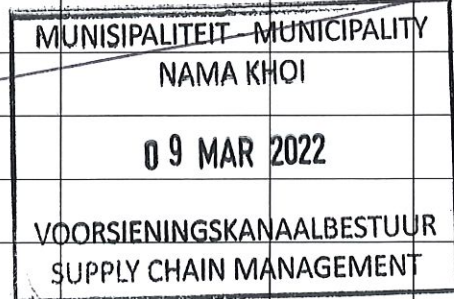 MUNISIPALITEIT - MUNICIPALITY
NAMA KHOI
09 MAR 2022
VOORSIENINGSKANAALBESTUUR
SUPPLY CHAIN MANAGEMENT